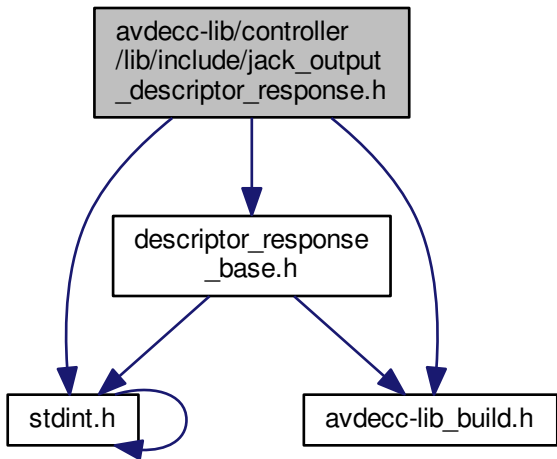 avdecc-lib/controller
/lib/include/jack_output
_descriptor_response.h
descriptor_response
_base.h
stdint.h
avdecc-lib_build.h